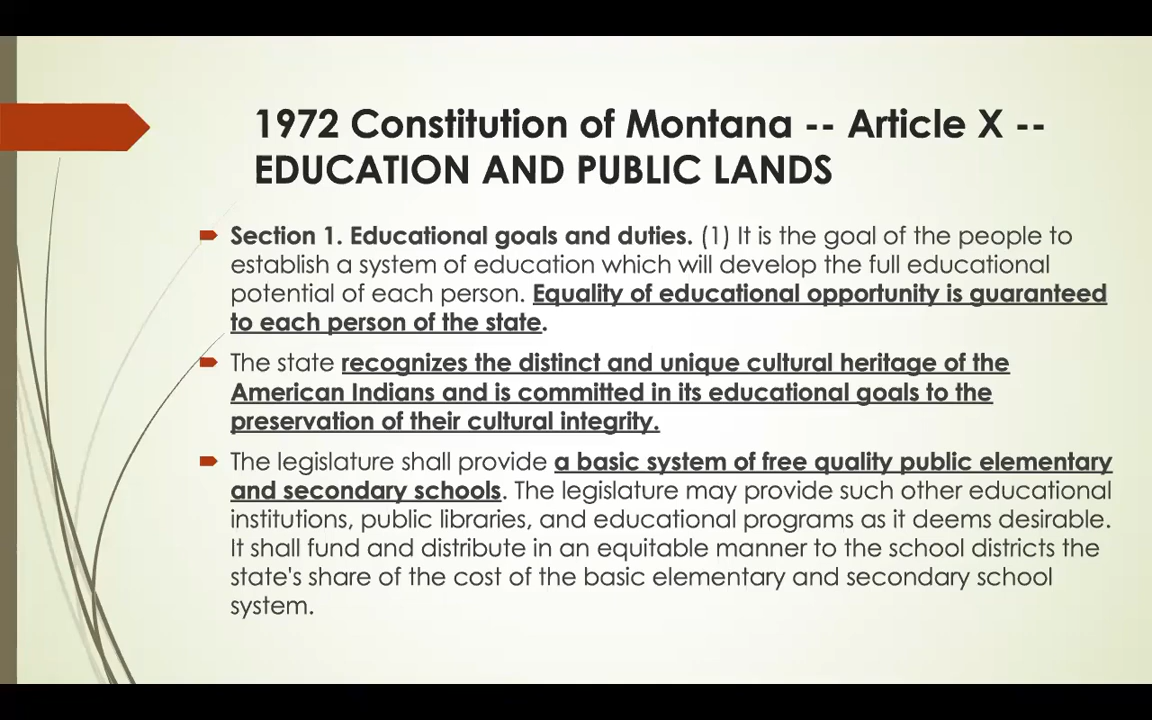 1972 Constitution of Montana -- Article X --
EDUCATION AND PUBLIC LANDS
Section 1. Educational goals and duties. (1) It is the goal of the people to
establish a system of education which will develop the full educational
potential of each person. Equality of educational opportunity is guaranteed
to each person of the state.
The state recognizes the distinct and unique cultural heritage of the
American Indians and is committed in its educational goals to the
preservation of their cultural integrity.
The legislature shall provide a basic system of free quality public elementary
and secondary schools. The legislature may provide such other educational
institutions, public libraries, and educational programs as it deems desirable.
It shall fund and distribute in an equitable manner to the school districts the
state's share of the cost of the basic elementary and secondary school
system.